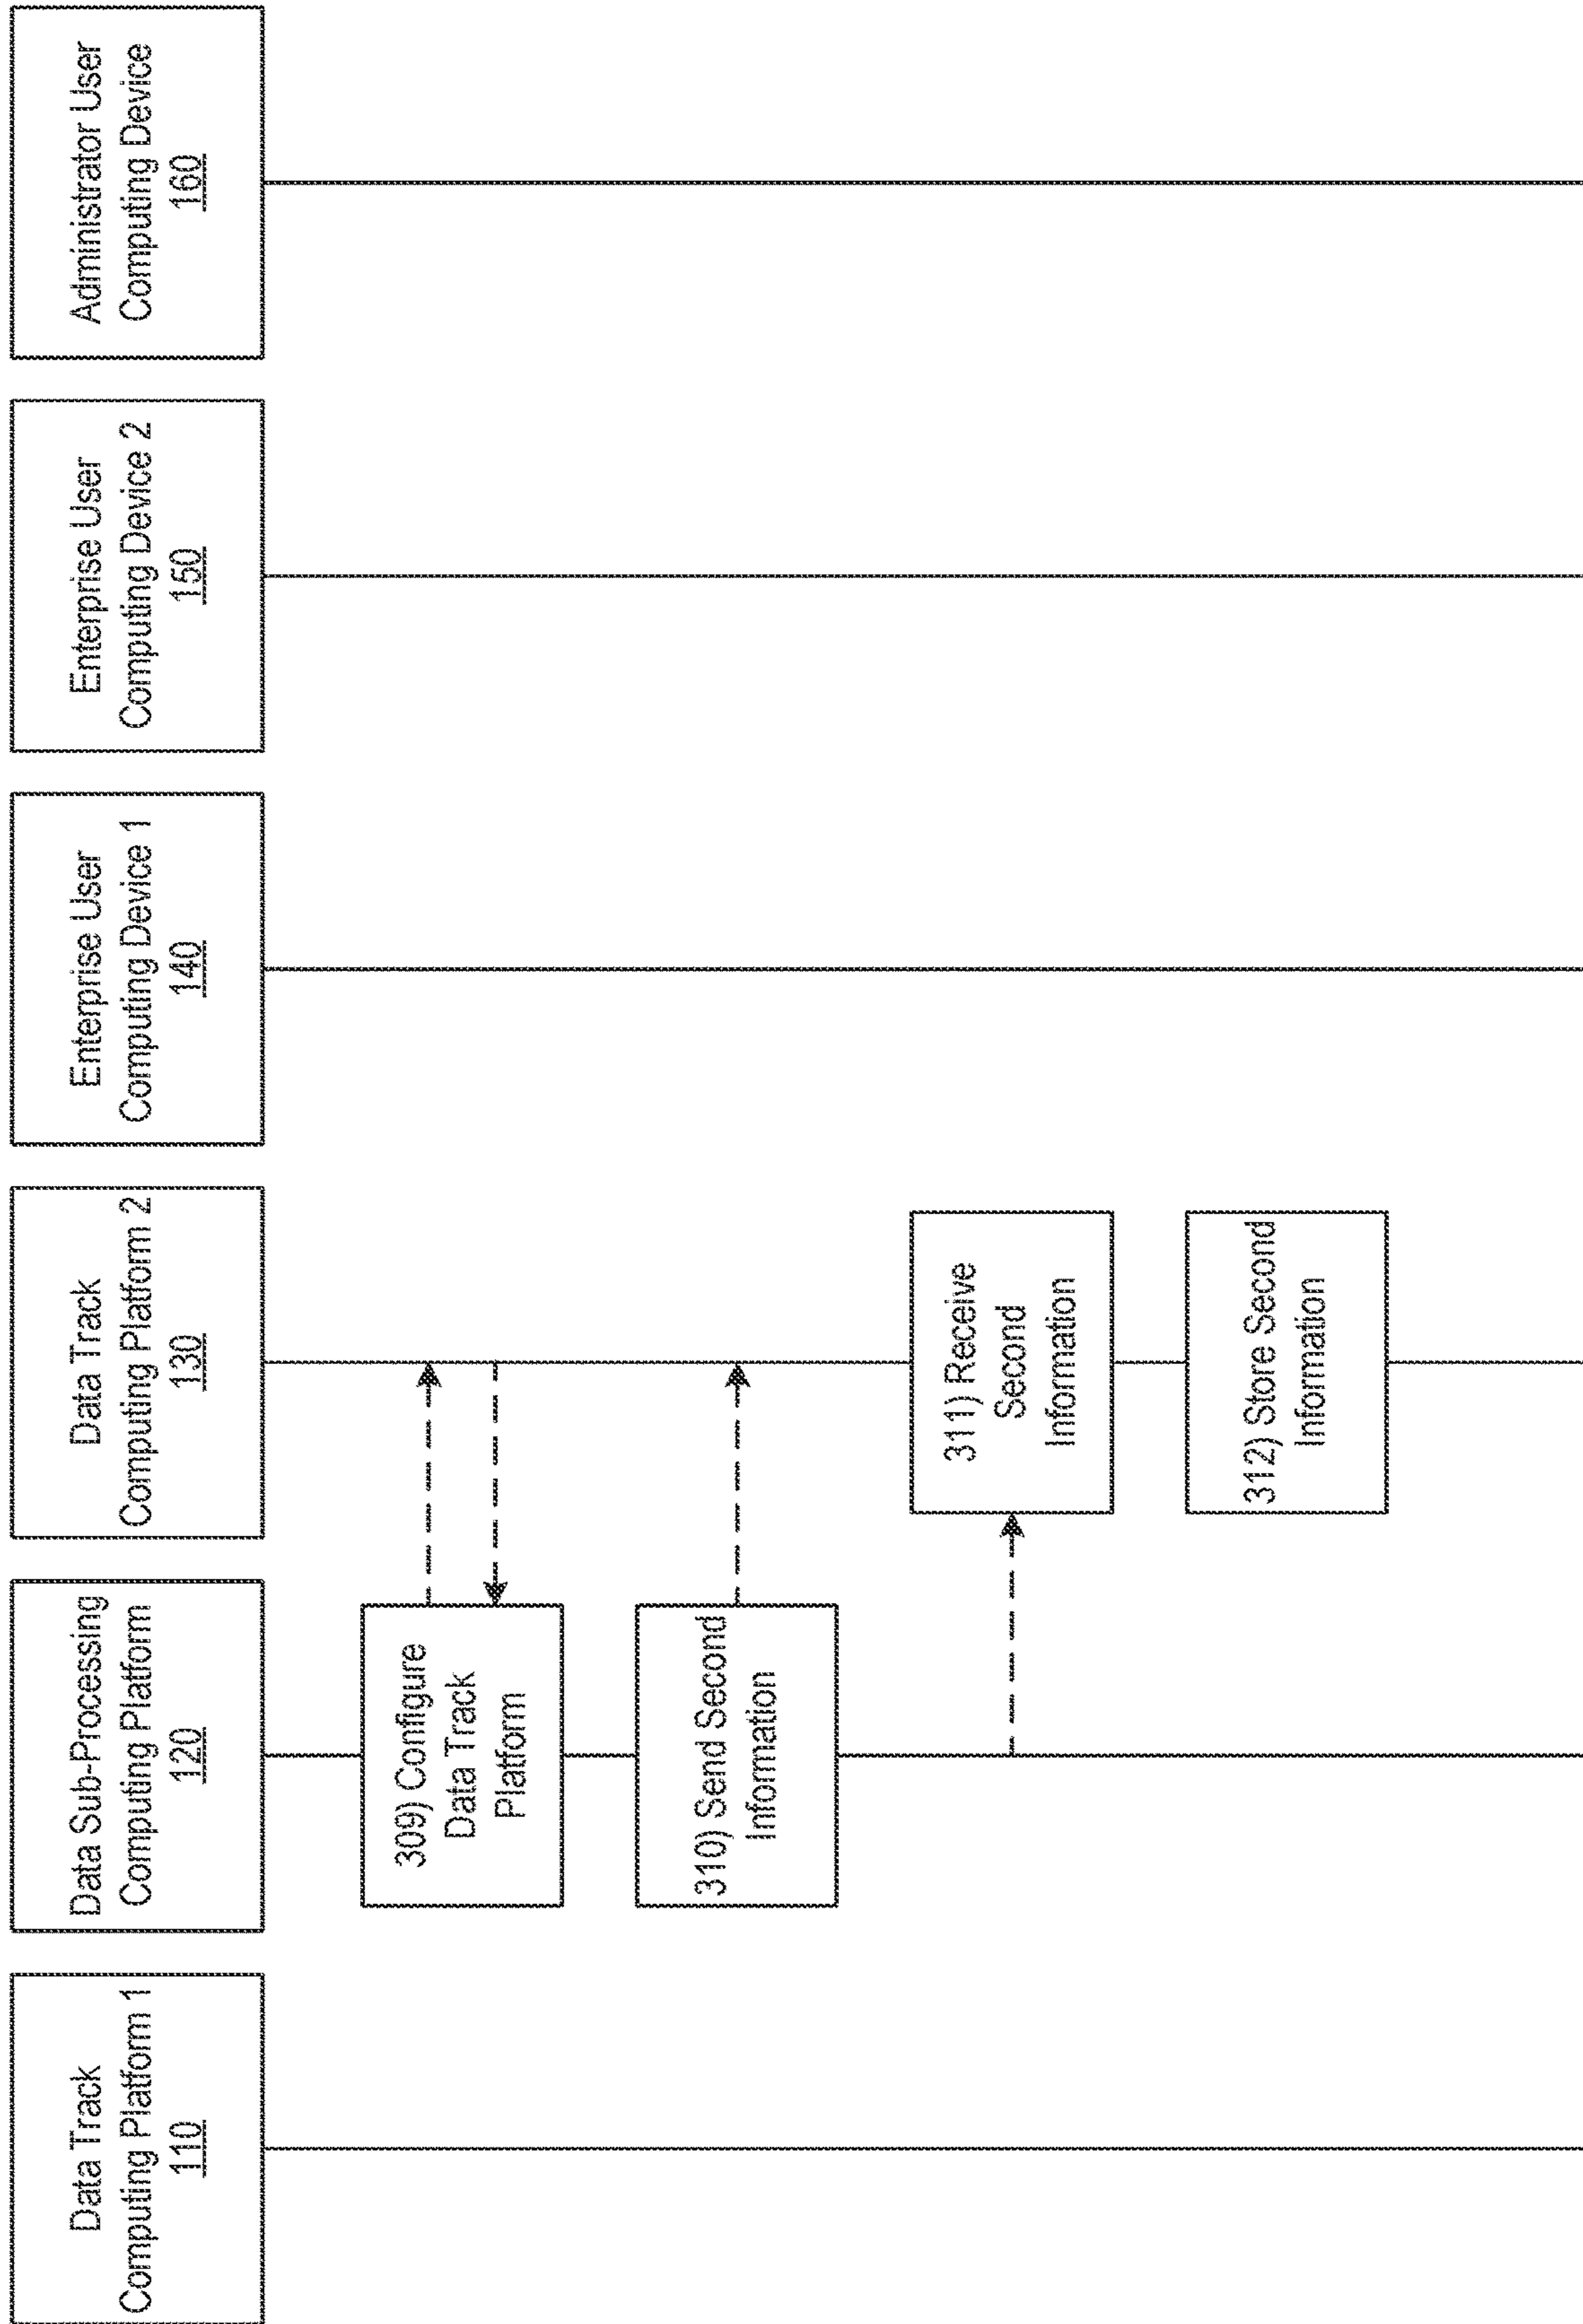 Data Track
Computing Platform 1
110
Data Sub-Processing
Computing Platform
120
Data Track
Computing Platform 2
130
Enterprise User
Computing Device 1
140
Enterprise User
Computing Device 2
150
Administrator User
Computing Device
160
309) Configure
Data Track
Platform
310) Send Second
Information
311) Receive
Second
Information
312) Store Second
Information